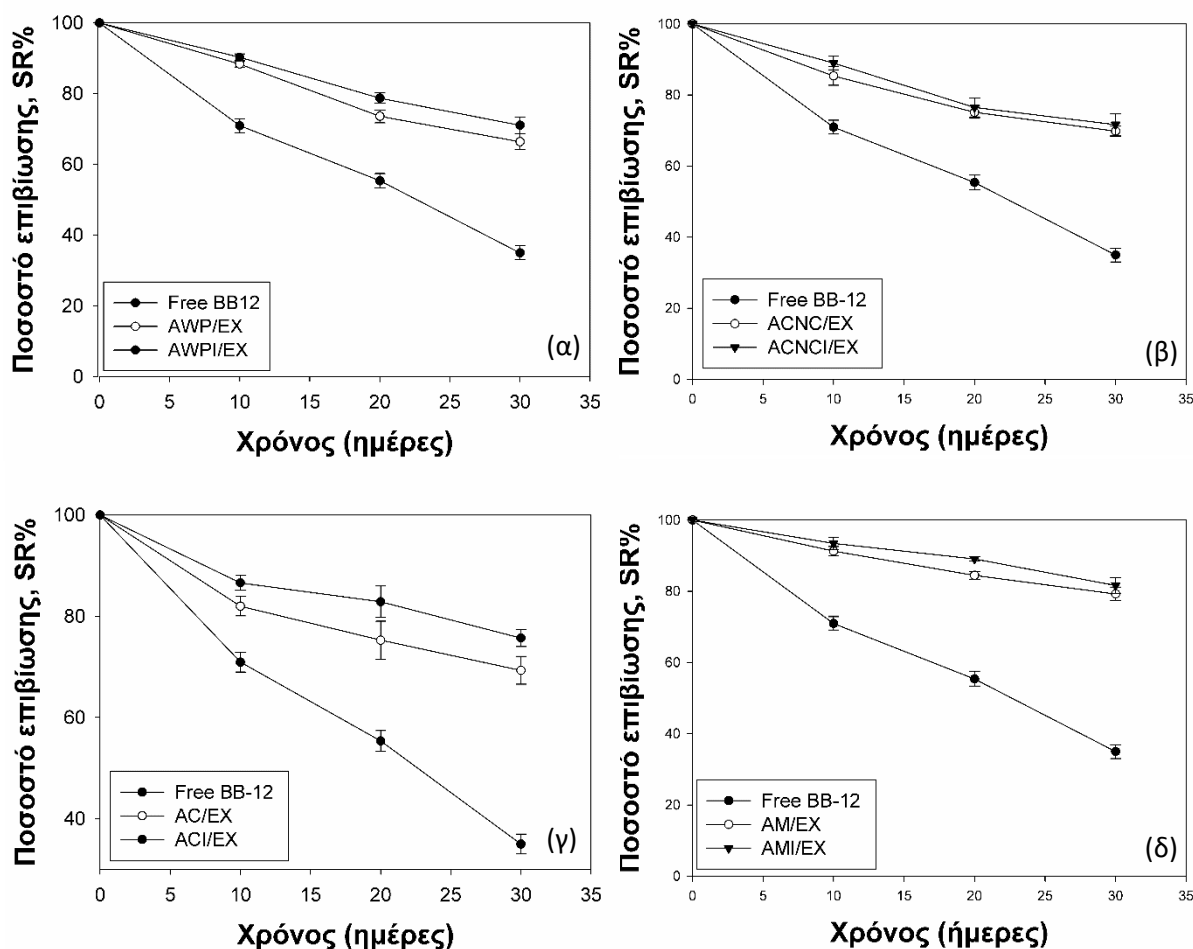 Ποσοστό επιβίωσης, SR%
100
80
60
40
20
0
Free BB12
AWP/EX
AWPI/EX
(α)
0 5 10 15 20 25 30 35
Χρόνος (ημέρες)
Ποσοστό επιβίωσης, SR%
100
80
60
40
20
0
Free BB-12
ACNC/EX
ACNCI/EX
(β)
0 5 10 15 20 25 30 35
Χρόνος (ημέρες)
Ποσοστό επιβίωσης, SR%
100
80
60
40
Free BB-12
AC/EX
ACI/EX
(γ)
0 5 10 15 20 25 30 35
Χρόνος (ημέρες)
Ποσοστό επιβίωσης, SR%
100
80
60
40
20
0
Free BB-12
AM/EX
AMI/EX
(δ)
0 5 10 15 20 25 30 35
Χρόνος (ήμερες)